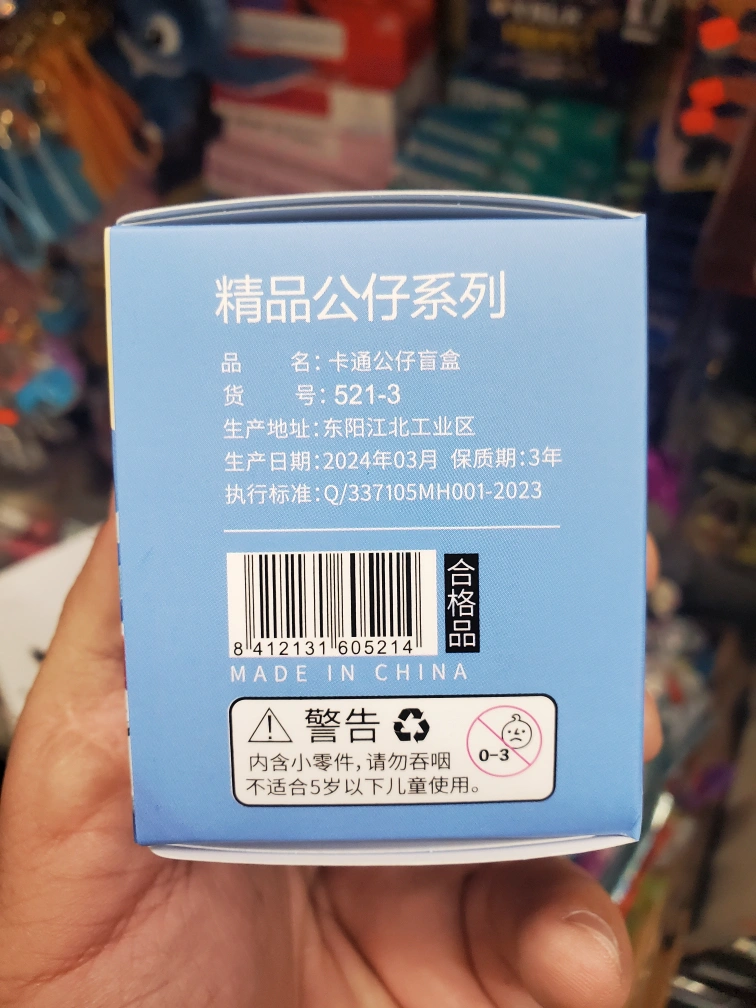 精品公仔系列
品 名：卡通公仔盲盒
货 号：521-3
生产地址：东阳江北工业区
生产日期：2024年03月 保质期：3年
执行标准：Q/337105MH001-2023
合格品
8 412131 605214
MADE IN CHINA
警告
0-3
内含小零件，请勿吞咽
不适合5岁以下儿童使用。